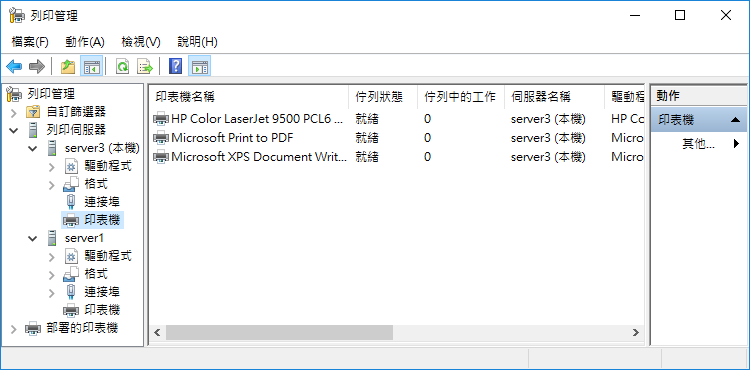 列印管理
檔案(F) 動作(A) 檢視(V) 說明(H)
列印管理
自訂篩選器
列印伺服器
server3 (本機)
驅動程式
格式
連接埠
印表機
server1
驅動程式
格式
連接埠
印表機
部署的印表機
印表機名稱 佇列狀態 佇列中的工作 伺服器名稱 驅動程
HP Color LaserJet 9500 PCL6 ... 就緒 0 server3 (本機) HP Co
Microsoft Print to PDF 就緒 0 server3 (本機) Micro
Microsoft XPS Document Writ... 就緒 0 server3 (本機) Micro
動作
印表機
其他...